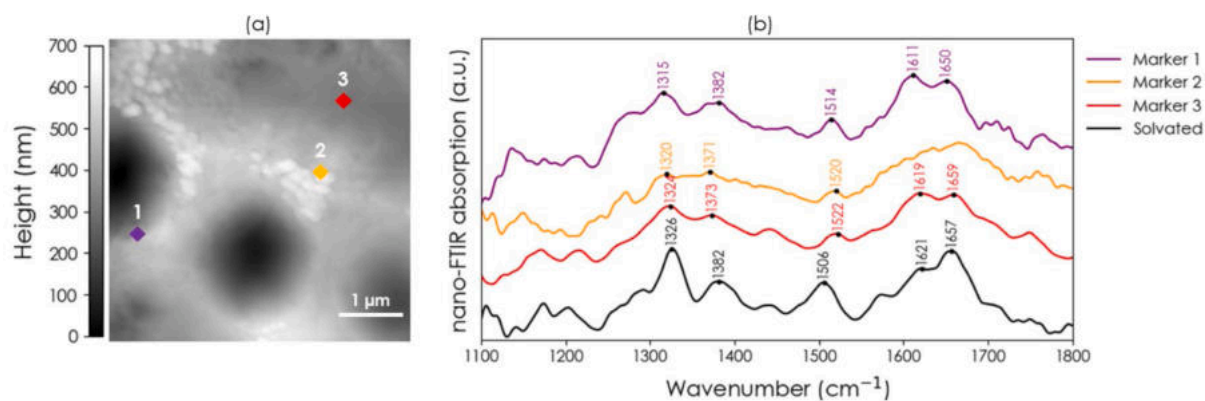 (a)
Height (nm)
700
600
500
400
300
200
100
0
1
2
3
1 µm
(b)
nano-FTIR absorption (a.u.)
1315
1382
1514
1611
1650
1320
1371
1520
1324
1373
1522
1619
1659
1326
1382
1506
1621
1657
1100 1200 1300 1400 1500 1600 1700 1800
Wavenumber (cm⁻¹)
Marker 1
Marker 2
Marker 3
Solvated